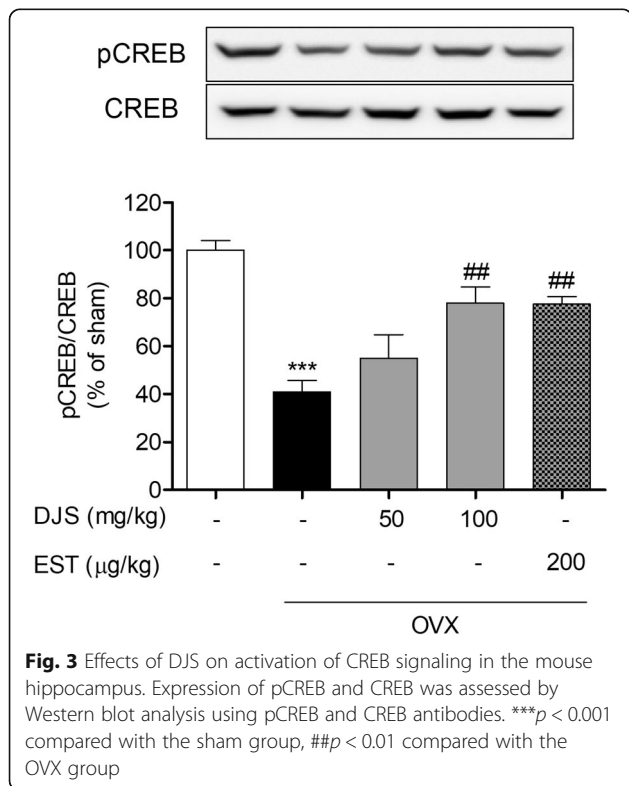 pCREB
CREB
pCREB/CREB
(% of sham)
120
100
80
60
40
20
0
***
##
##
DJS (mg/kg) - - 50 100 -
EST (μg/kg) - - - - 200
OVX
Fig. 3 Effects of DJS on activation of CREB signaling in the mouse
hippocampus. Expression of pCREB and CREB was assessed by
Western blot analysis using pCREB and CREB antibodies. ***p < 0.001
compared with the sham group, ##p < 0.01 compared with the
OVX group